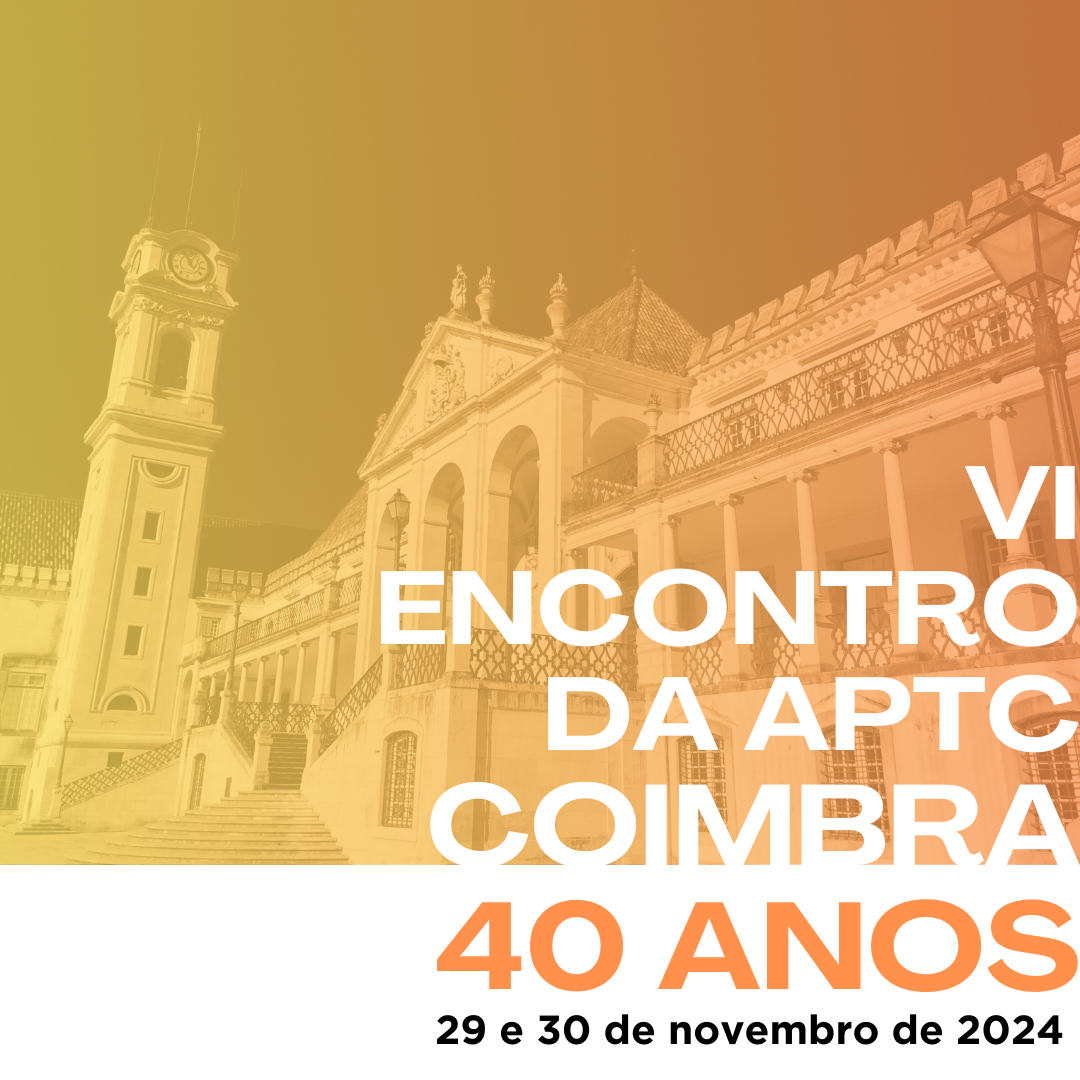 VI
ENCONTRO
DA APTC
COIMBRA
40 ANOS
29 e 30 de novembro de 2024